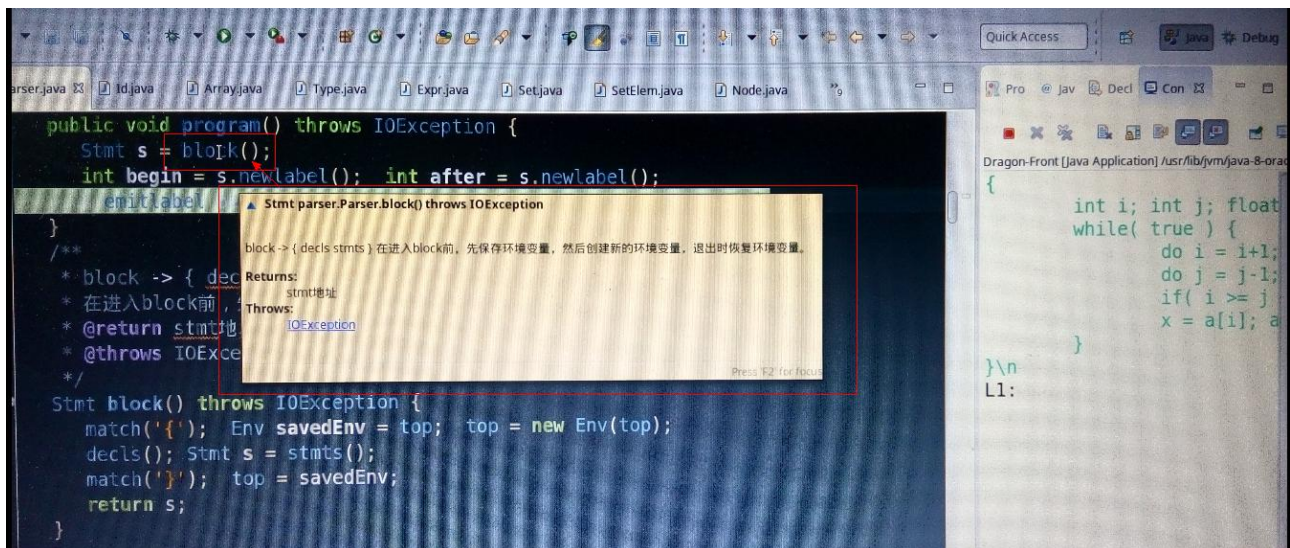 Quick Access
Java
Debug
arser.java
Id.java
Array.java
Type.java
Expr.java
Set.java
SetElem.java
Node.java
9
Pro
@ Jav
Decl
Con
public void program() throws IOException {
Stmt s = block();
int begin = s.newlabel(); int after = s.newlabel();
emitlabel
}
/**
* block -> { dec
* 在进入block前，
* @return stmt地
* @throws IOExce
*/
Stmt block() throws IOException {
match('{'); Env savedEnv = top; top = new Env(top);
decls(); Stmt s = stmts();
match('}'); top = savedEnv;
return s;
}
Stmt parser.Parser.block() throws IOException
block -> { decls stmts } 在进入block前，先保存环境变量，然后创建新的环境变量，退出时恢复环境变量。
Returns:
stmt地址
Throws:
IOException
Press 'F2' for focus
Dragon-Front [Java Application] /usr/lib/jvm/java-8-orac
{
int i; int j; float
while( true ) {
do i = i+1;
do j = j-1;
if( i >= j
x = a[i]; a
}
}\n
L1: